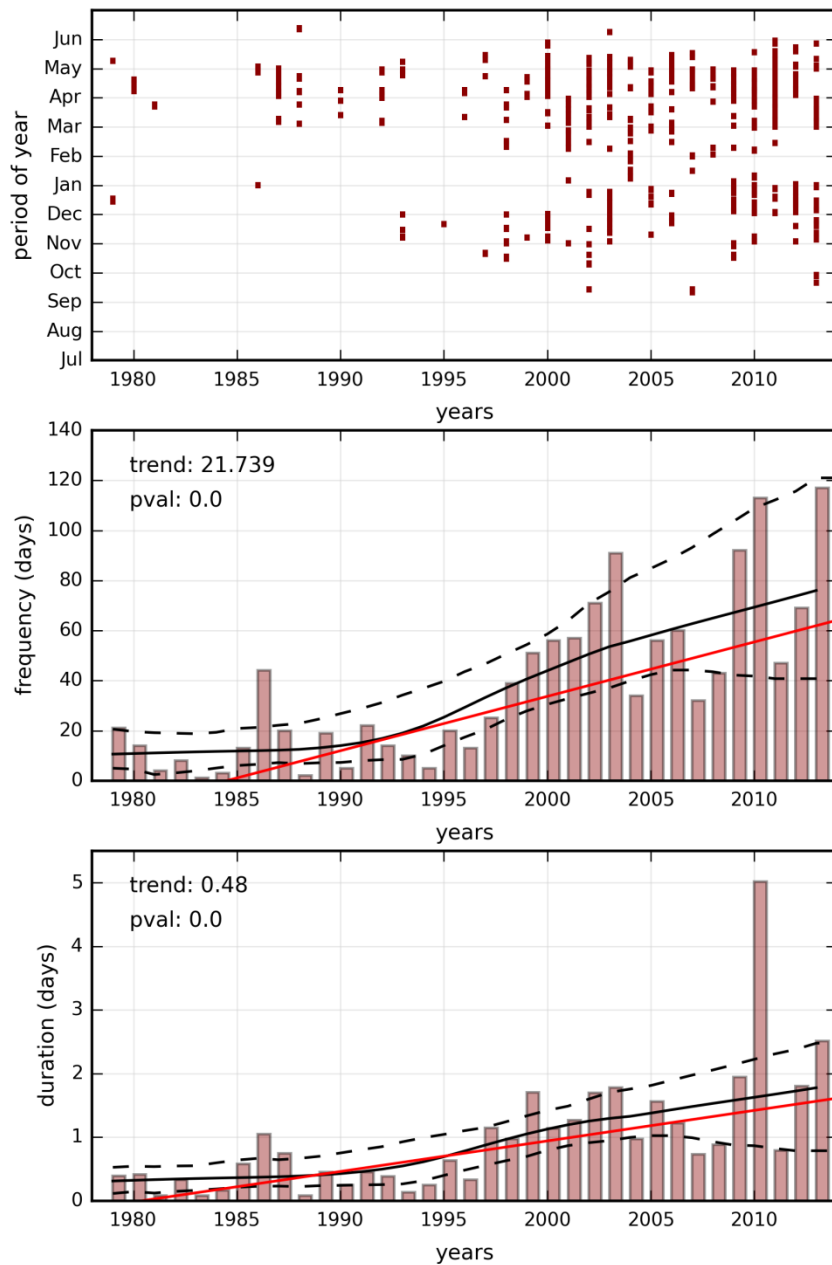 period of year
Jun
May
Apr
Mar
Feb
Jan
Dec
Nov
Oct
Sep
Aug
Jul
1980 1985 1990 1995 2000 2005 2010
years
frequency (days)
140
120
100
80
60
40
20
0
trend: 21.739
pval: 0.0
1980 1985 1990 1995 2000 2005 2010
years
duration (days)
5
4
3
2
1
0
trend: 0.48
pval: 0.0
1980 1985 1990 1995 2000 2005 2010
years